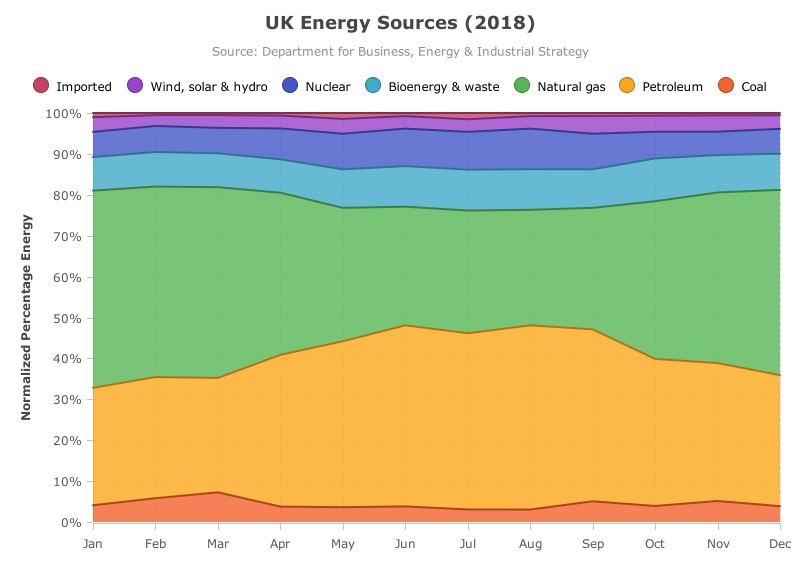 UK Energy Sources (2018)
Source: Department for Business, Energy & Industrial Strategy
Imported Wind, solar & hydro Nuclear Bioenergy & waste Natural gas Petroleum Coal
Normalized Percentage Energy
100%
90%
80%
70%
60%
50%
40%
30%
20%
10%
0%
Jan Feb Mar Apr May Jun Jul Aug Sep Oct Nov Dec